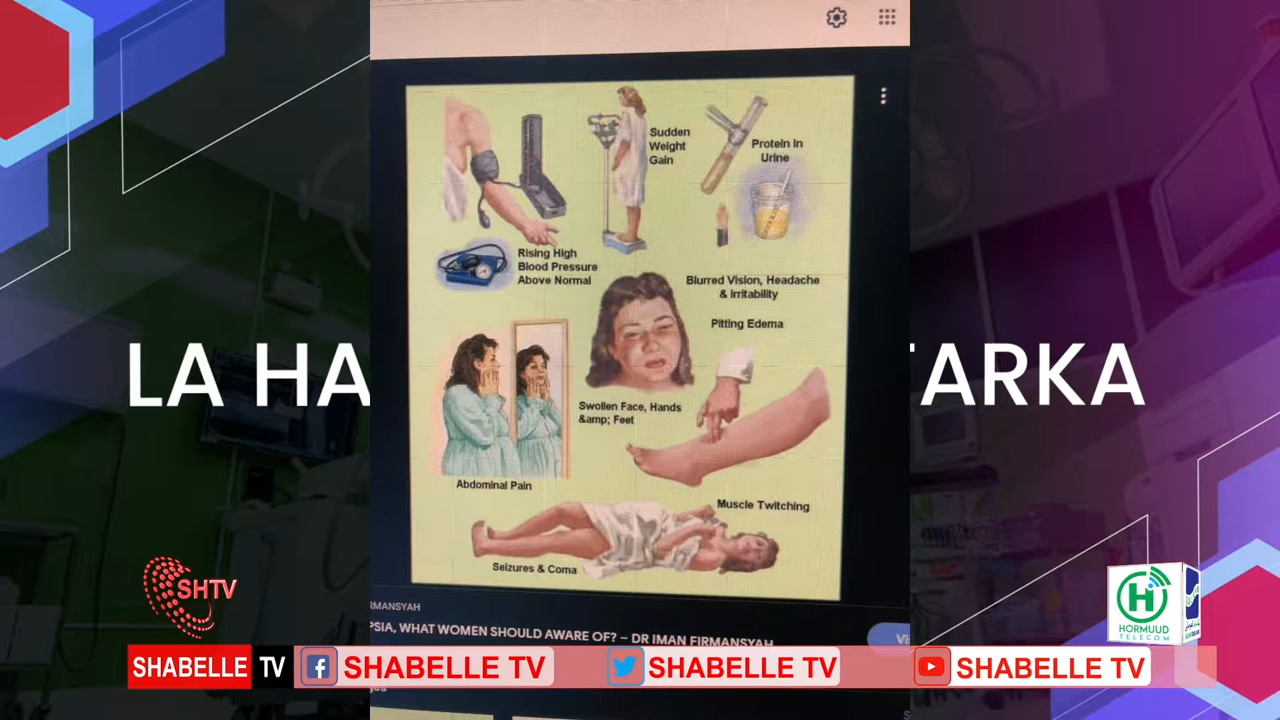 Sudden
Weight
Gain
Protein In
Urine
Rising High
Blood Pressure
Above Normal
Blurred Vision, Headache
& Irritability
Pitting Edema
Swollen Face, Hands
&amp; Feet
Abdominal Pain
Muscle Twitching
Seizures & Coma
LA HA
TARKA
RMANSYAH
PSIA, WHAT WOMEN SHOULD AWARE OF? – DR IMAN FIRMANSYAH
Vi
SHTV
HORMUUD
TELECOM
SHABELLE TV
SHABELLE TV
SHABELLE TV
SHABELLE TV